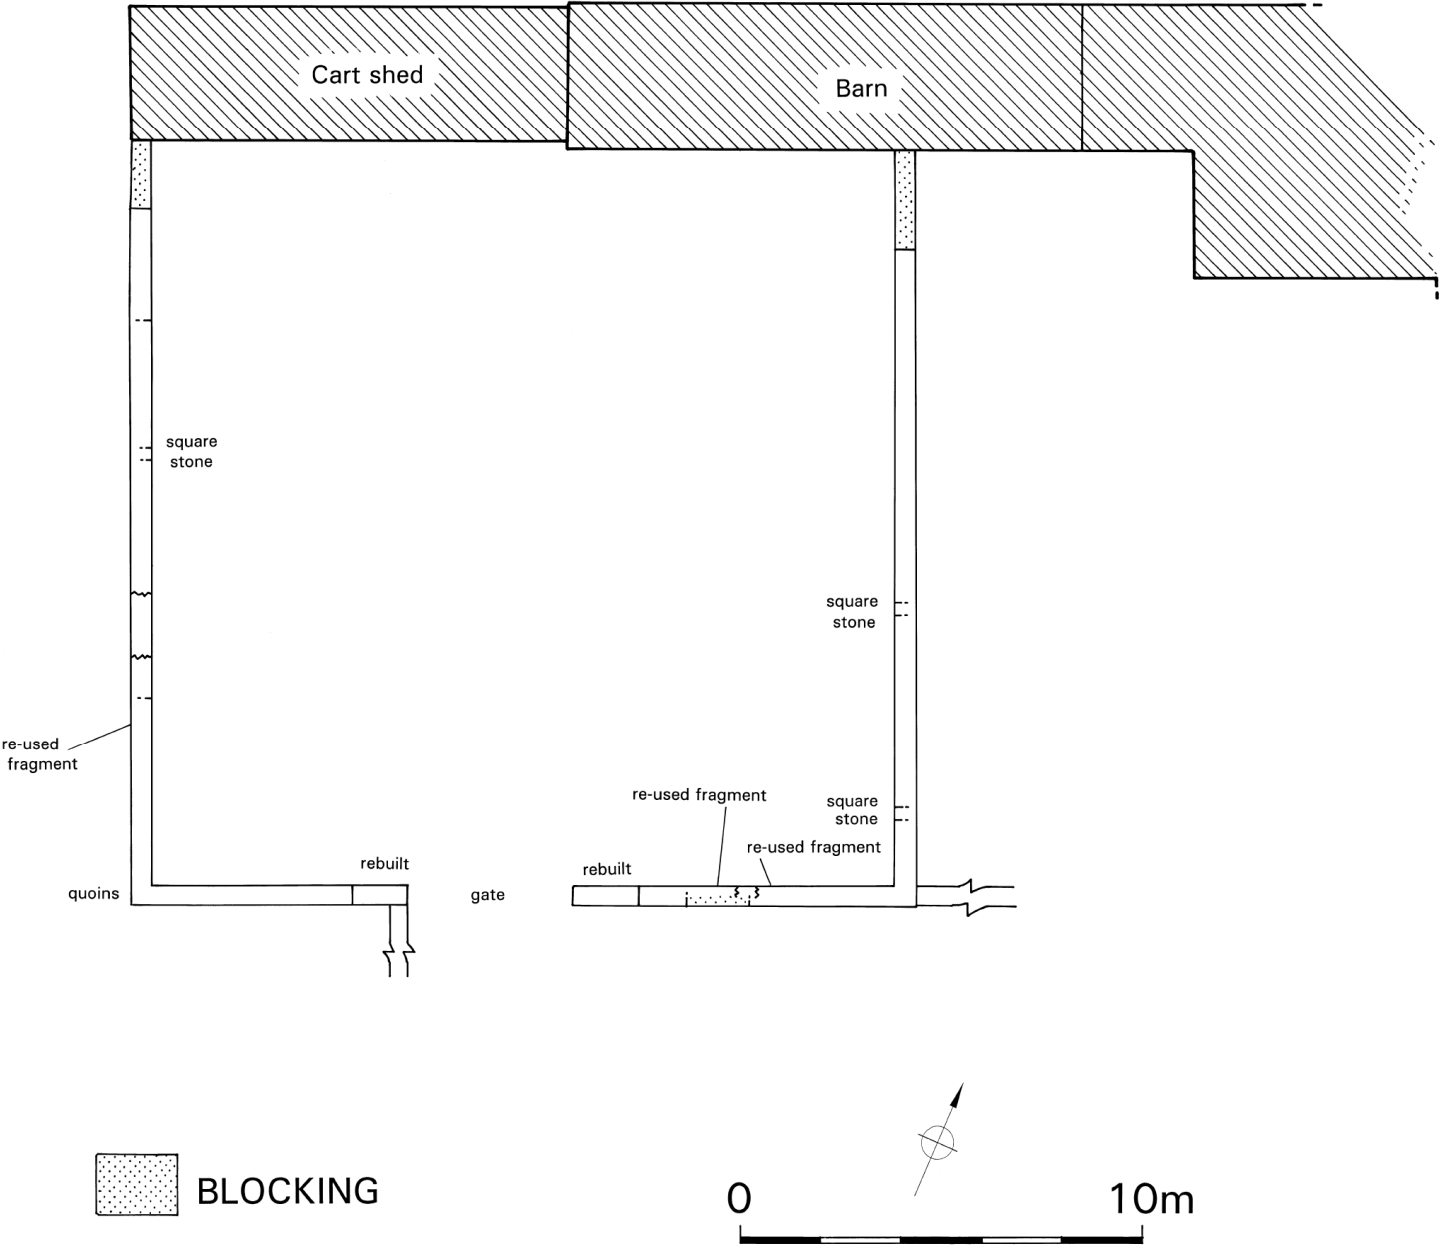 Cart shed
Barn
square
stone
square
stone
re-used
fragment
re-used fragment
square
stone
re-used fragment
rebuilt
rebuilt
quoins
gate
BLOCKING
0
10m